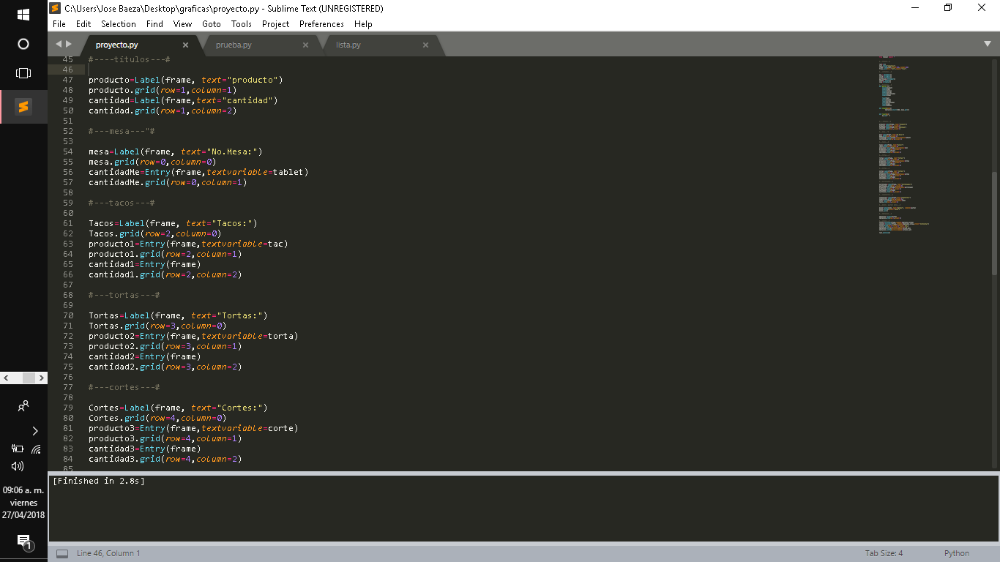 C:\Users\Jose Baeza\Desktop\graficas\proyecto.py - Sublime Text (UNREGISTERED)
File Edit Selection Find View Goto Tools Project Preferences Help
proyecto.py prueba.py lista.py
45 #----titulos---#
46
47 producto=Label(frame, text="producto")
48 producto.grid(row=1,column=1)
49 cantidad=Label(frame,text="cantidad")
50 cantidad.grid(row=1,column=2)
51
52 #---mesa---"#
53
54 mesa=Label(frame, text="No.Mesa:")
55 mesa.grid(row=0,column=0)
56 cantidadMe=Entry(frame,textvariable=tablet)
57 cantidadMe.grid(row=0,column=1)
58
59 #---tacos---#
60
61 Tacos=Label(frame, text="Tacos:")
62 Tacos.grid(row=2,column=0)
63 producto1=Entry(frame,textvariable=tac)
64 producto1.grid(row=2,column=1)
65 cantidad1=Entry(frame)
66 cantidad1.grid(row=2,column=2)
67
68 #---tortas---#
69
70 Tortas=Label(frame, text="Tortas:")
71 Tortas.grid(row=3,column=0)
72 producto2=Entry(frame,textvariable=torta)
73 producto2.grid(row=3,column=1)
74 cantidad2=Entry(frame)
75 cantidad2.grid(row=3,column=2)
76
77 #---cortes---#
78
79 Cortes=Label(frame, text="Cortes:")
80 Cortes.grid(row=4,column=0)
81 producto3=Entry(frame,textvariable=corte)
82 producto3.grid(row=4,column=1)
83 cantidad3=Entry(frame)
84 cantidad3.grid(row=4,column=2)
85
[Finished in 2.8s]
09:06 a. m.
viernes
27/04/2018
1
Line 46, Column 1 Tab Size: 4 Python